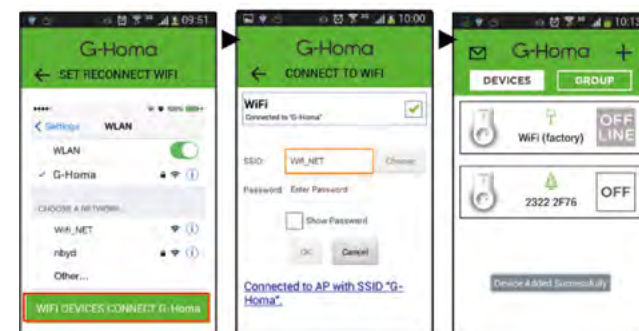 09:51
G-Homa
SET RECONNECT WIFI
Settings WLAN
WLAN
G-Homa
CHOOSE A NETWORK
Wifi_NET
nbyd
Other...
WIFI DEVICES CONNECT G-Homa
10:00
G-Homa
CONNECT TO WIFI
WiFi
Connected to "G-Homa"
SSID: Wifi_NET Choose
Password Enter Password
Show Password
OK Cancel
Connected to AP with SSID "G-
Homa".
10:13
G-Homa
DEVICES GROUP
WiFi (factory) OFF
LINE
2322 2F76 OFF
Device Added Successfully